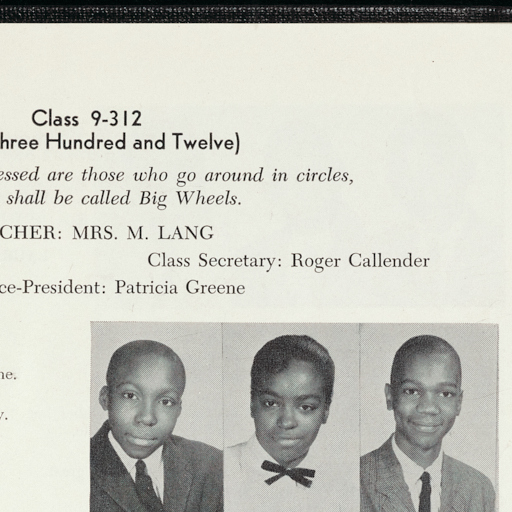 Class 9-312
hree Hundred and Twelve)
essed are those who go around in circles,
shall be called Big Wheels.
CHER: MRS. M. LANG
Class Secretary: Roger Callender
ce-President: Patricia Greene
ne.
y.